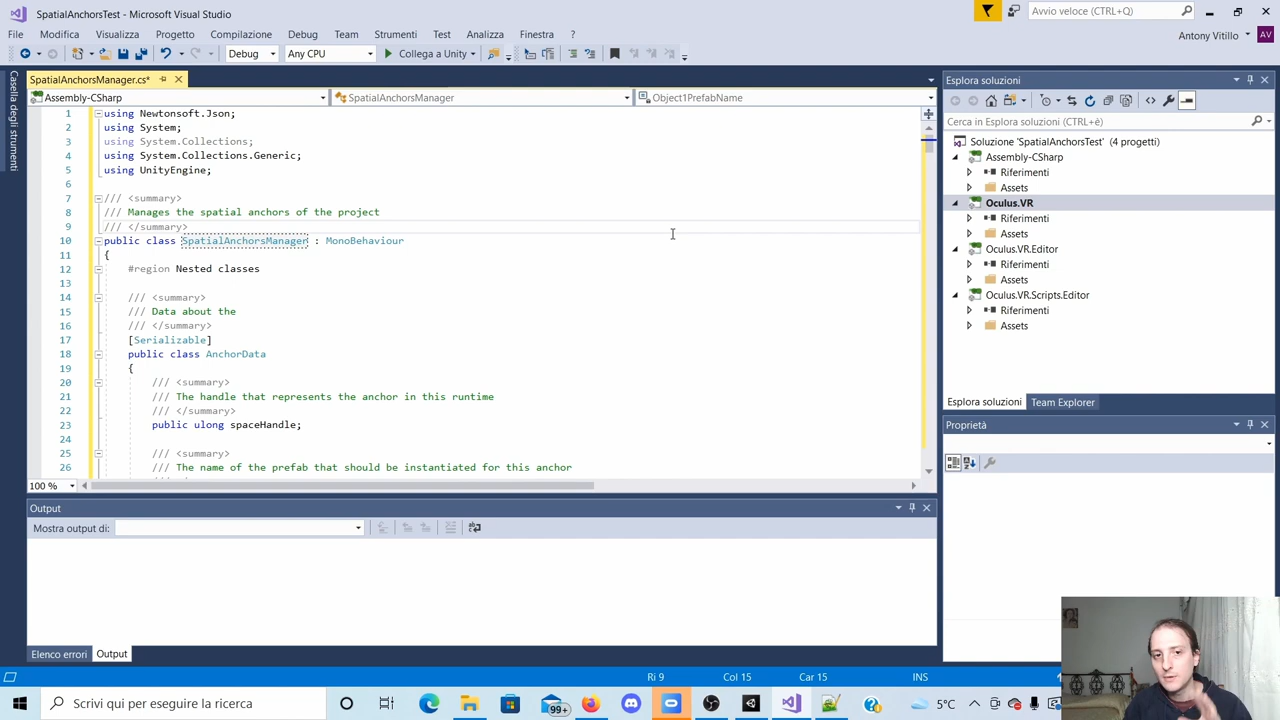 SpatialAnchorsTest - Microsoft Visual Studio
Avvio veloce (CTRL+Q)
File Modifica Visualizza Progetto Compilazione Debug Team Strumenti Test Analizza Finestra ?
Antony Vitillo AV
Debug Any CPU Collega a Unity
Casella degli strumenti
SpatialAnchorsManager.cs*
Assembly-CSharp SpatialAnchorsManager Object1PrefabName
1 using Newtonsoft.Json;
2 using System;
3 using System.Collections;
4 using System.Collections.Generic;
5 using UnityEngine;
6
7 /// <summary>
8 /// Manages the spatial anchors of the project
9 /// </summary>
10 public class SpatialAnchorsManager : MonoBehaviour
11 {
12 #region Nested classes
13
14 /// <summary>
15 /// Data about the
16 /// </summary>
17 [Serializable]
18 public class AnchorData
19 {
20 /// <summary>
21 /// The handle that represents the anchor in this runtime
22 /// </summary>
23 public ulong spaceHandle;
24
25 /// <summary>
26 /// The name of the prefab that should be instantiated for this anchor
100 %
Output
Mostra output di:
Elenco errori Output
Esplora soluzioni
Cerca in Esplora soluzioni (CTRL+è)
Soluzione 'SpatialAnchorsTest' (4 progetti)
Assembly-CSharp
Riferimenti
Assets
Oculus.VR
Riferimenti
Assets
Oculus.VR.Editor
Riferimenti
Assets
Oculus.VR.Scripts.Editor
Riferimenti
Assets
Esplora soluzioni Team Explorer
Proprietà
Ri 9 Col 15 Car 15 INS
Scrivi qui per eseguire la ricerca
99+
5°C